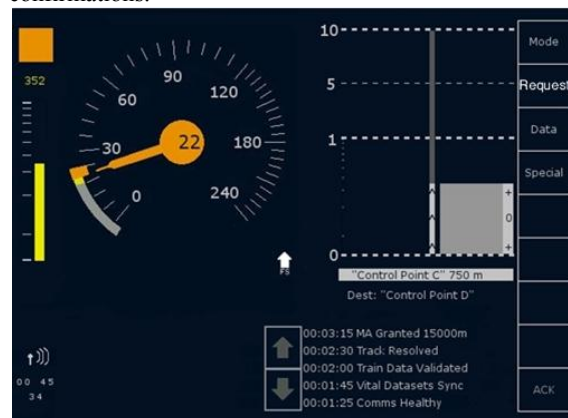 confirmations.
352
0
30
60
90
120
180
240
22
FS
10
5
1
0
+
0
+
"Control Point C" 750 m
Dest: "Control Point D"
00:03:15 MA Granted 15000m
00:02:30 Track Resolved
00:02:00 Train Data Validated
00:01:45 Vital Datasets Sync
00:01:25 Comms Healthy
00 45
34
Mode
Request
Data
Special
ACK